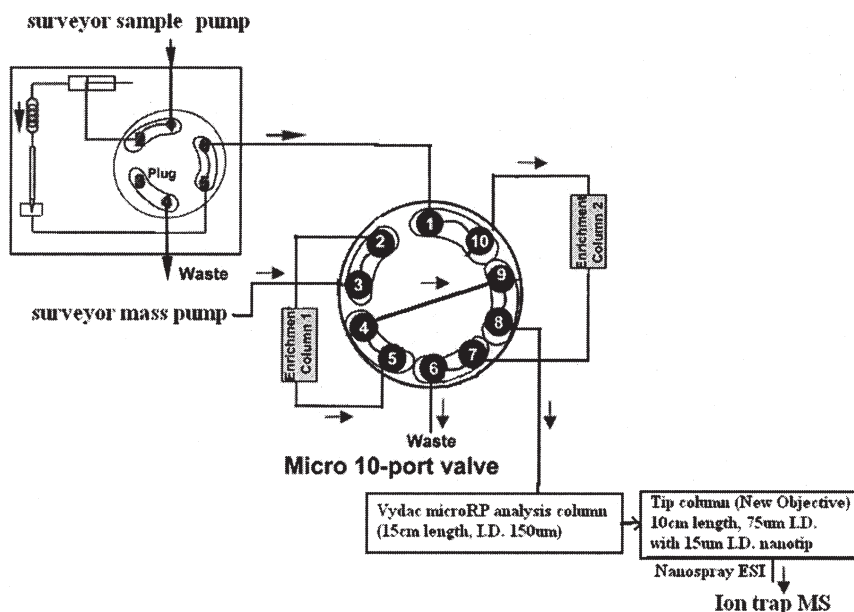 surveyor sample pump
Plug
Waste
surveyor mass pump
Enrichment
Column 1
Enrichment
Column 2
1
2
3
4
5
6
7
8
9
10
Waste
Micro 10-port valve
Vydac microRP analysis column
(15cm length, I.D. 150um)
Tip column (New Objective)
10cm length, 75um I.D.
with 15um I.D. nanotip
Nanospray ESI
Ion trap MS